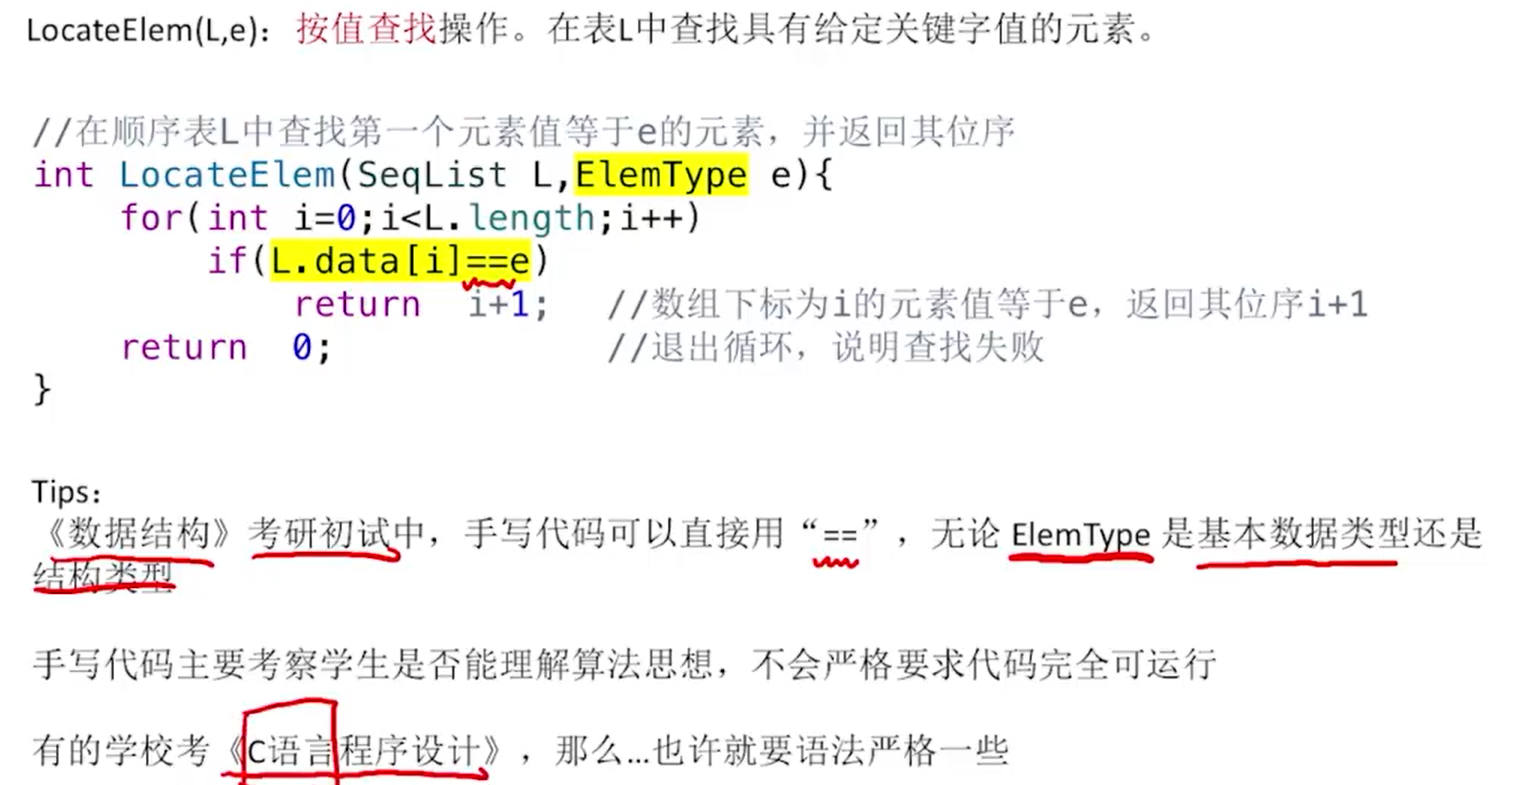 LocateElem(L,e)：按值查找操作。在表L中查找具有给定关键字值的元素。
//在顺序表L中查找第一个元素值等于e的元素，并返回其位序
int LocateElem(SeqList L,ElemType e){
    for(int i=0;i<L.length;i++)
        if(L.data[i]==e)
            return  i+1;   //数组下标为i的元素值等于e，返回其位序i+1
    return  0;             //退出循环，说明查找失败
}
Tips：
《数据结构》考研初试中，手写代码可以直接用“==”，无论 ElemType 是基本数据类型还是
结构类型
手写代码主要考察学生是否能理解算法思想，不会严格要求代码完全可运行
有的学校考《C语言程序设计》，那么…也许就要语法严格一些